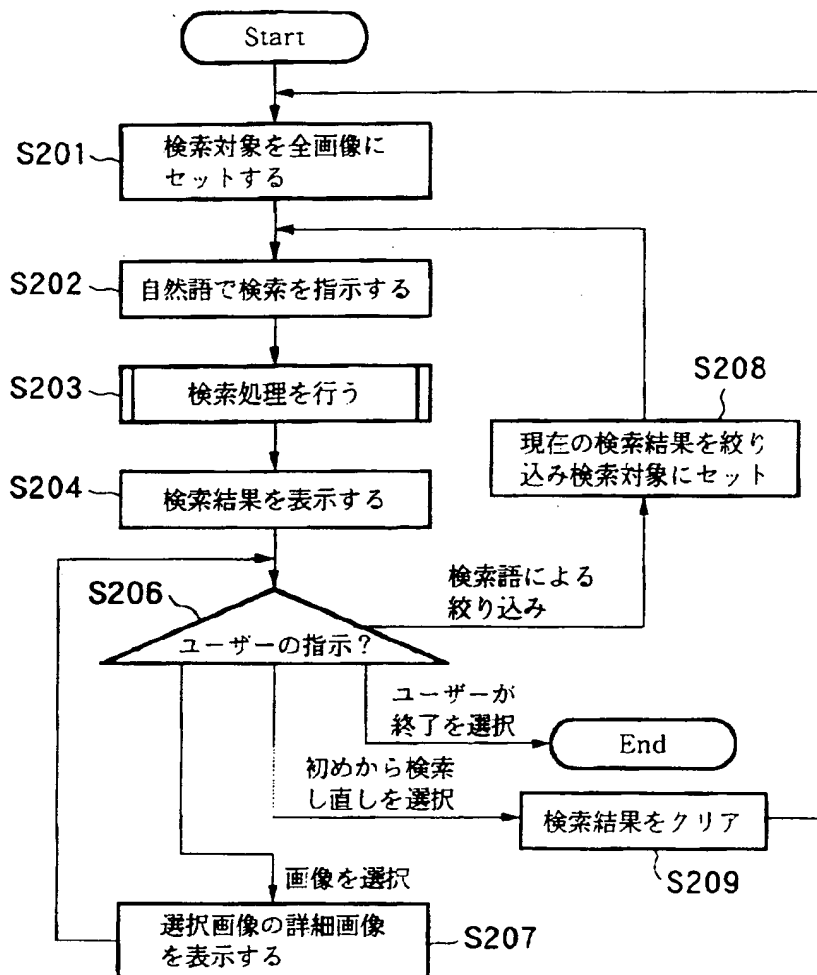 Start
S201
検索対象を全画像に
セットする
S202
自然語で検索を指示する
S203
検索処理を行う
S208
現在の検索結果を絞り
込み検索対象にセット
S204
検索結果を表示する
検索語による
絞り込み
S206
ユーザーの指示?
ユーザーが
終了を選択
End
初めから検索
し直しを選択
検索結果をクリア
S209
画像を選択
選択画像の詳細画像
を表示する
S207